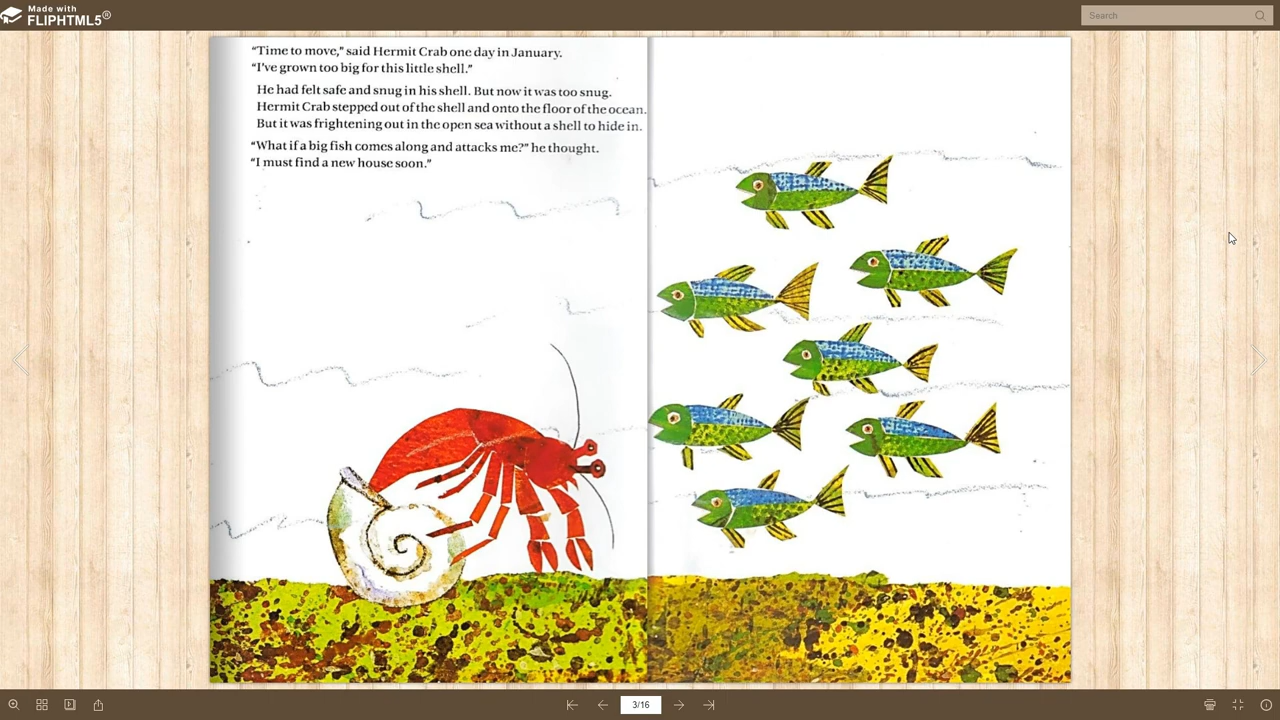 Made with
FLIPHTML5®
Search
“Time to move,” said Hermit Crab one day in January.
“I’ve grown too big for this little shell.”
He had felt safe and snug in his shell. But now it was too snug.
Hermit Crab stepped out of the shell and onto the floor of the ocean.
But it was frightening out in the open sea without a shell to hide in.
“What if a big fish comes along and attacks me?” he thought.
“I must find a new house soon.”
3/16